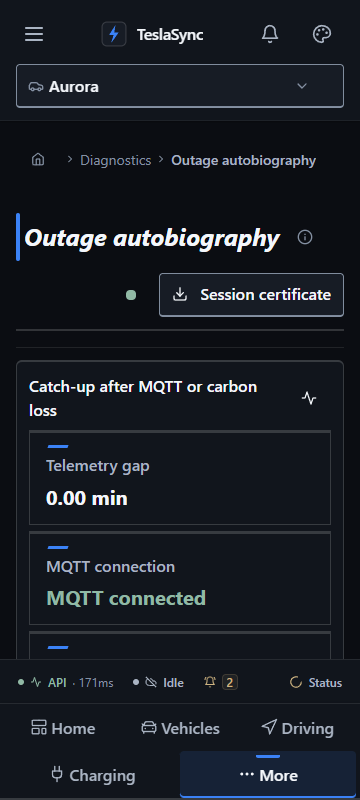 TeslaSync
Aurora
Diagnostics
Outage autobiography
Outage autobiography
Session certificate
Catch-up after MQTT or carbon
loss
Telemetry gap
0.00 min
MQTT connection
MQTT connected
API · 171ms
Idle
2
Status
Home
Vehicles
Driving
Charging
More